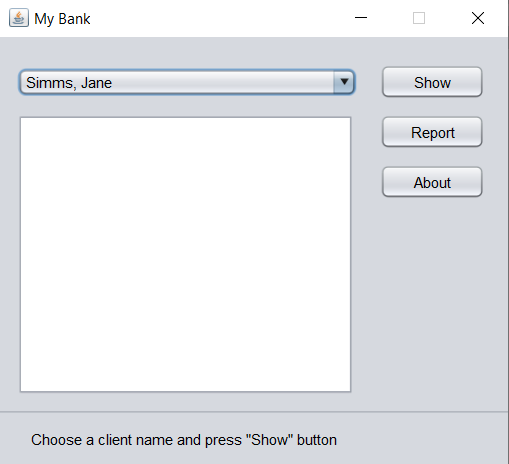 My Bank
Simms, Jane
Show
Report
About
Choose a client name and press "Show" button